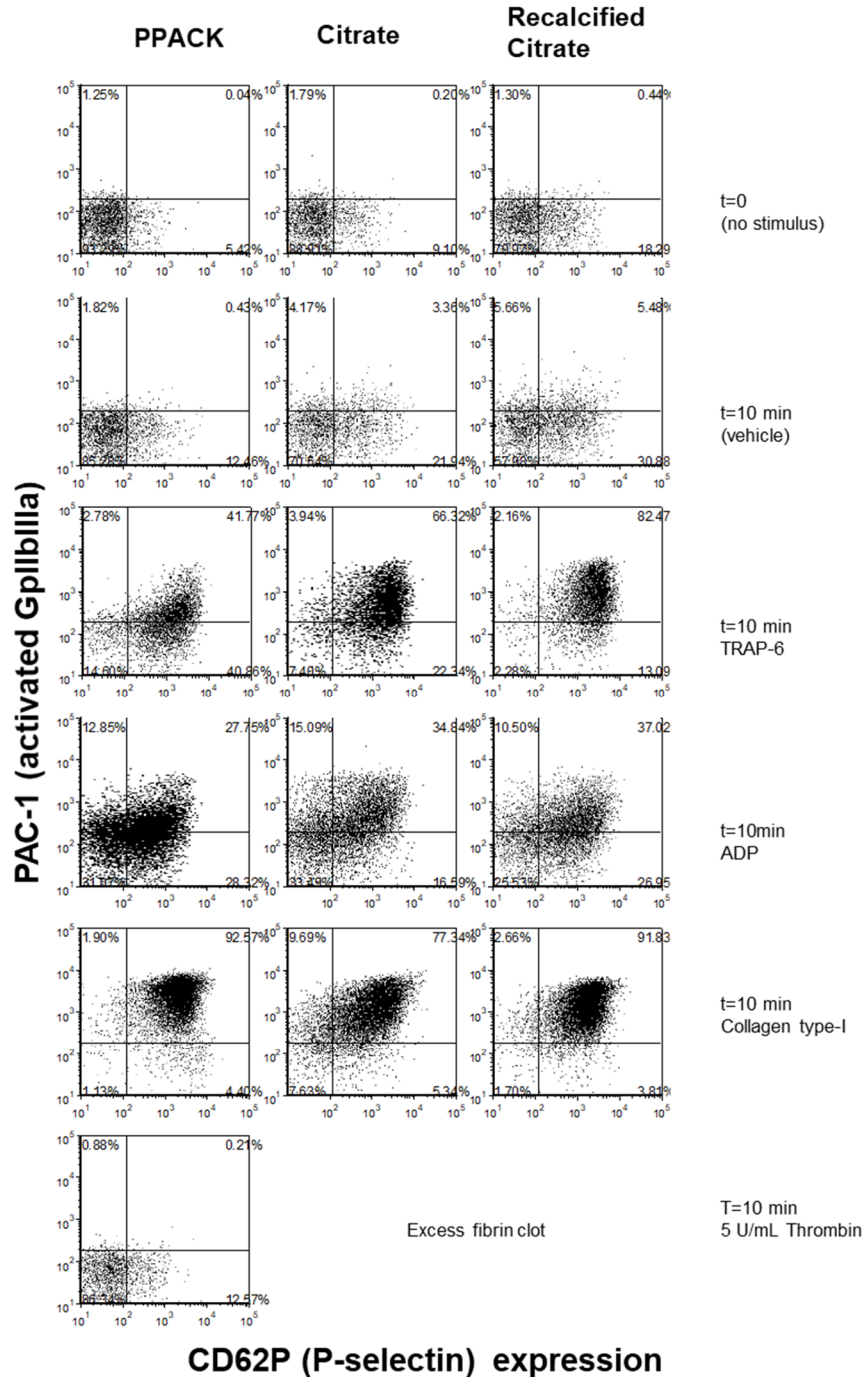 PPACK
Citrate
Recalcified
Citrate
1.25% 0.04% 1.79% 0.20% 1.30% 0.44%
t=0
(no stimulus)
5.42% 9.10% 18.29
1.82% 0.43% 4.17% 3.36% 5.66% 5.48%
t=10 min
(vehicle)
12.46% 21.94% 30.88
2.78% 41.77% 3.94% 66.32% 2.16% 82.47
t=10 min
TRAP-6
14.60% 40.86% 7.40% 22.34% 2.28% 13.09
12.85% 27.75% 15.09% 34.84% 10.50% 37.02
t=10min
ADP
28.32% 16.59% 25.53% 26.95
1.90% 92.57% 9.69% 77.34% 2.66% 91.83
t=10 min
Collagen type-I
1.13% 4.40% 7.63% 5.34% 1.70% 3.81%
0.88% 0.21%
Excess fibrin clot
T=10 min
5 U/mL Thrombin
12.57%
PAC-1 (activated GpIIbIIIa)
CD62P (P-selectin) expression